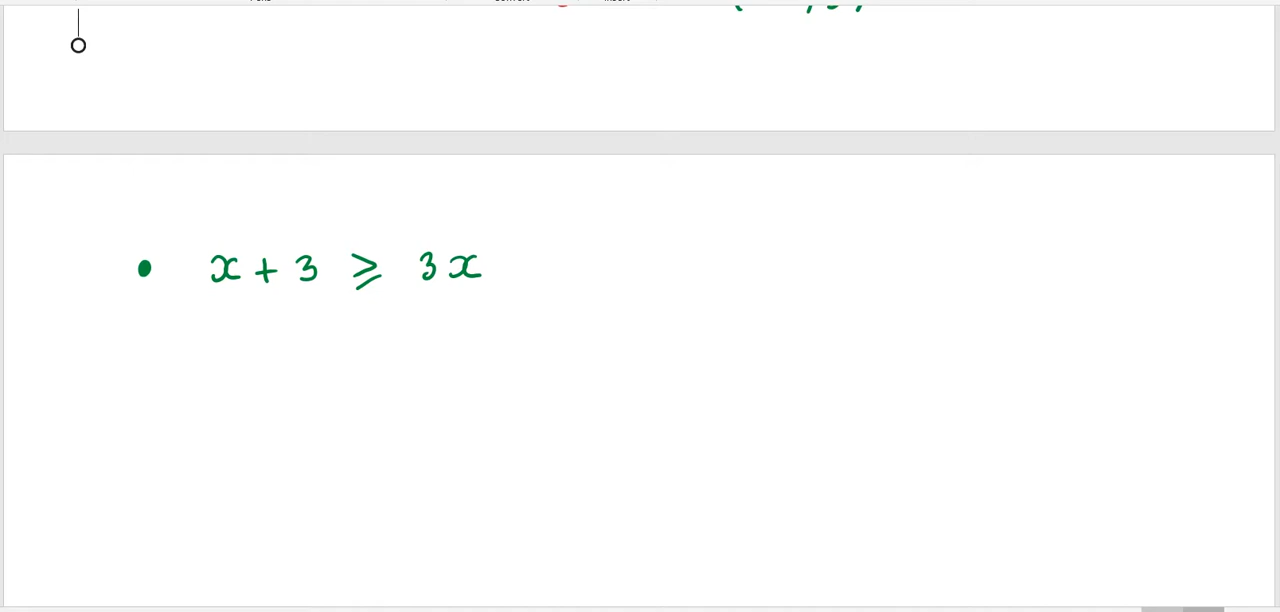 • x + 3 ⩾ 3x